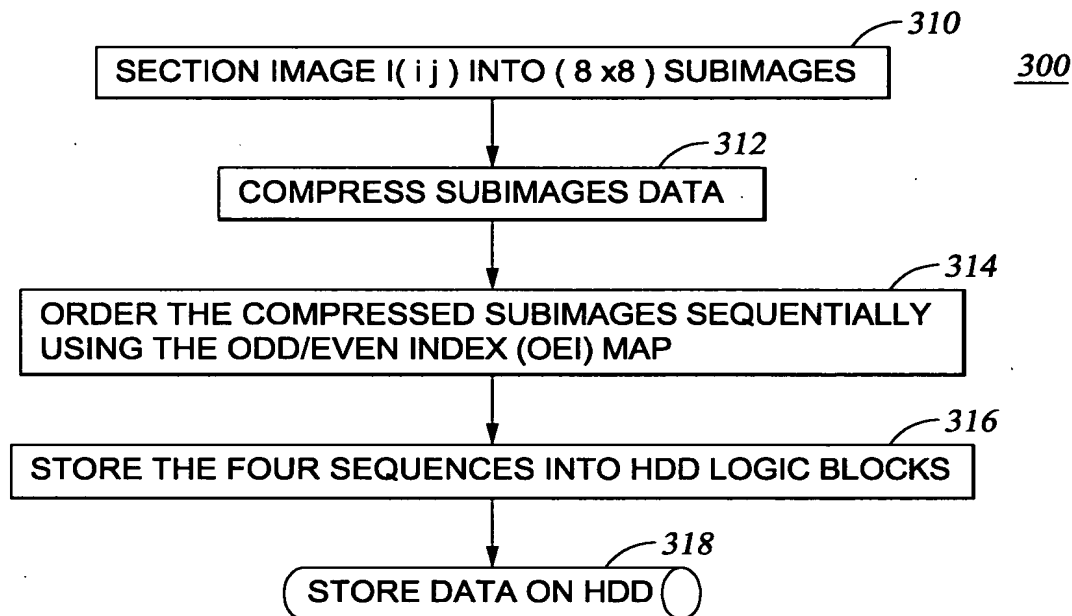 310
SECTION IMAGE I( i j ) INTO ( 8 x8 ) SUBIMAGES
300
312
COMPRESS SUBIMAGES DATA
314
ORDER THE COMPRESSED SUBIMAGES SEQUENTIALLY
USING THE ODD/EVEN INDEX (OEI) MAP
316
STORE THE FOUR SEQUENCES INTO HDD LOGIC BLOCKS
318
STORE DATA ON HDD